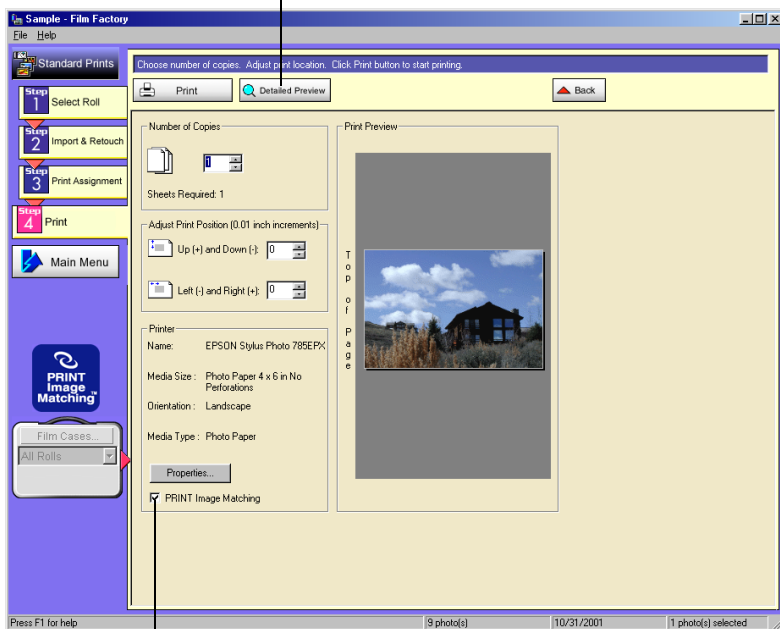 Sample - Film Factory
File Help
Standard Prints
Choose number of copies. Adjust print location. Click Print button to start printing.
Print
Detailed Preview
Back
Step 1
Select Roll
Step 2
Import & Retouch
Step 3
Print Assignment
Step 4
Print
Main Menu
PRINT
Image
Matching™
Film Cases...
All Rolls
Number of Copies
1
Sheets Required: 1
Adjust Print Position (0.01 inch increments)
Up (+) and Down (-): 0
Left (-) and Right (+): 0
Printer
Name: EPSON Stylus Photo 785EPX
Media Size : Photo Paper 4 x 6 in No
Perforations
Orientation : Landscape
Media Type : Photo Paper
Properties...
PRINT Image Matching
Print Preview
Top of Page
Press F1 for help
9 photo(s)
10/31/2001
1 photo(s) selected